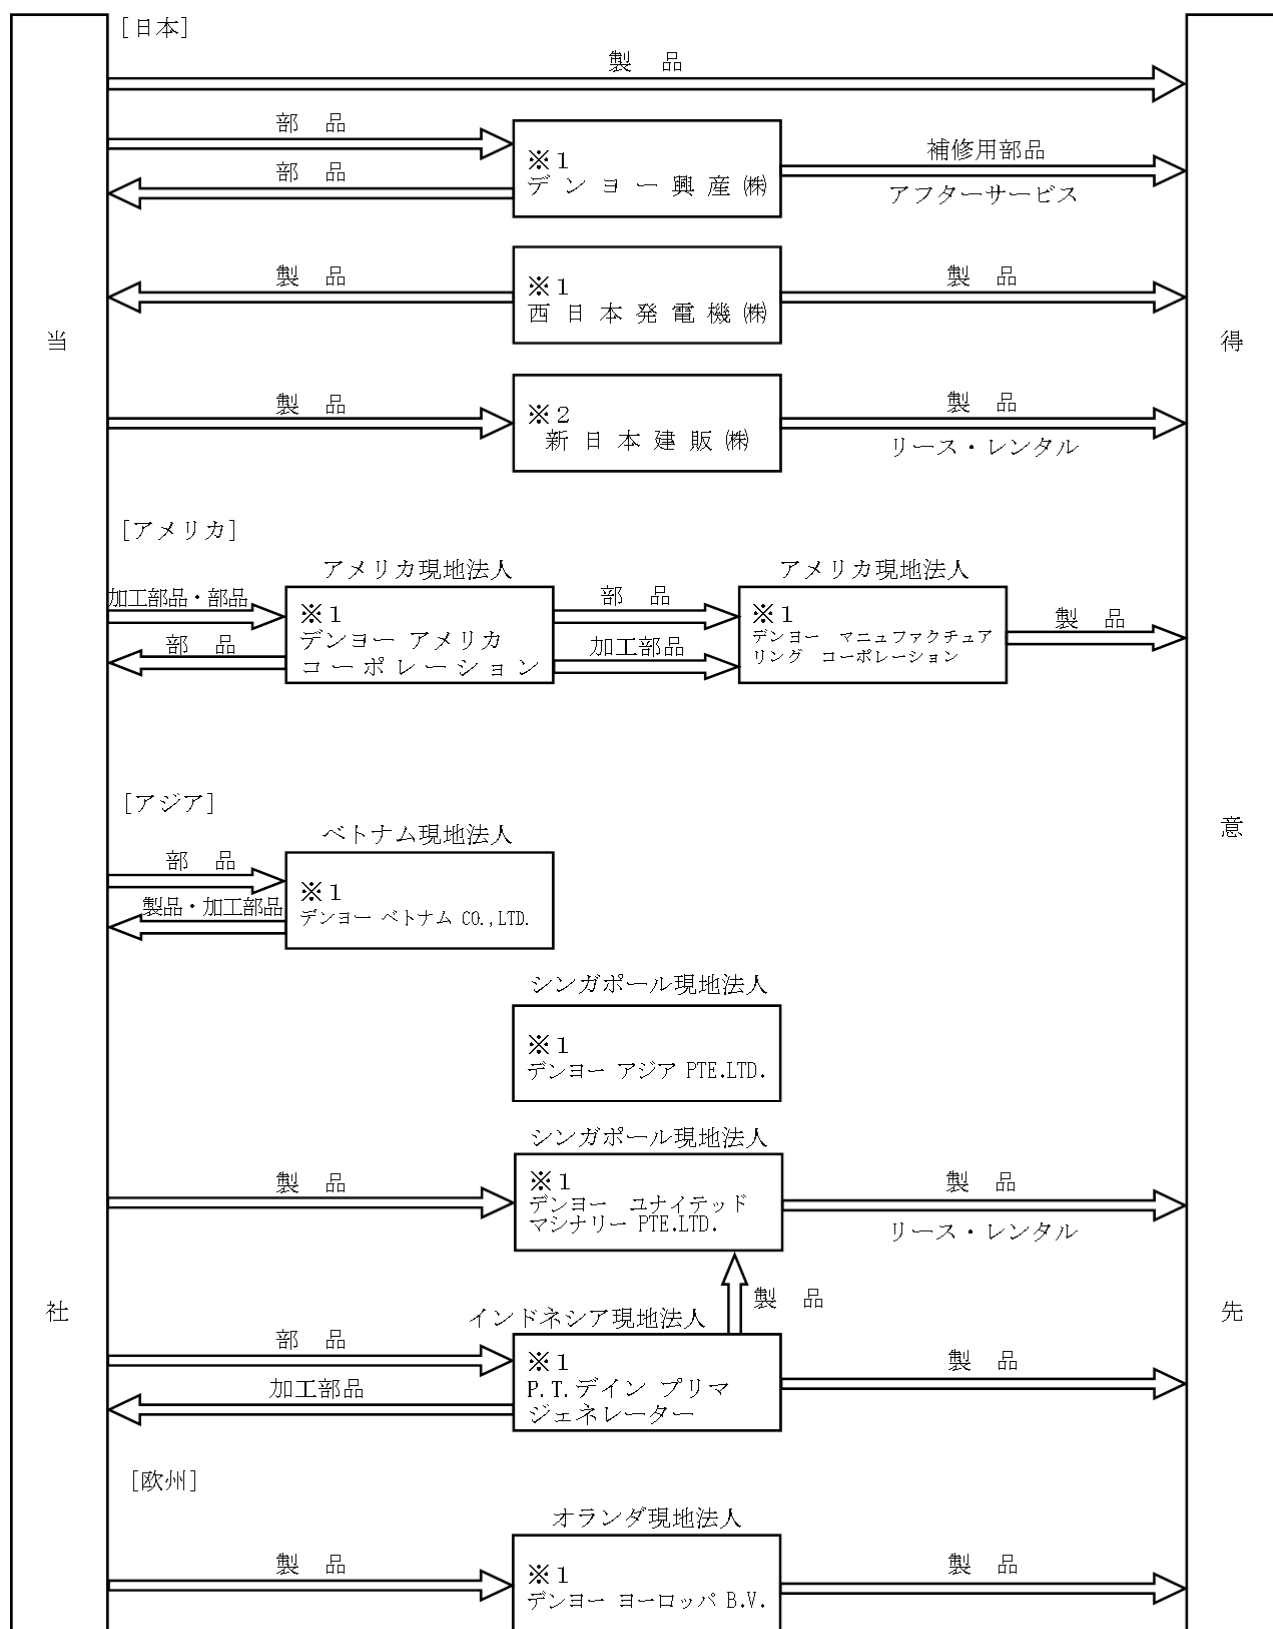 [日本]
製 品
部 品
部 品
※1
デンヨー興産㈱
補修用部品
アフターサービス
製 品
※1
西日本発電機㈱
製 品
製 品
※2
新日本建販㈱
製 品
リース・レンタル
[アメリカ]
アメリカ現地法人
アメリカ現地法人
加工部品・部品
部 品
※1
デンヨー アメリカ
コーポレーション
部 品
加工部品
※1
デンヨー マニュファクチュア
リング コーポレーション
製 品
[アジア]
ベトナム現地法人
部 品
製品・加工部品
※1
デンヨー ベトナム CO.,LTD.
シンガポール現地法人
※1
デンヨー アジア PTE.LTD.
シンガポール現地法人
製 品
※1
デンヨー ユナイテッド
マシナリー PTE.LTD.
製 品
リース・レンタル
製 品
インドネシア現地法人
部 品
加工部品
※1
P.T.デイン プリマ
ジェネレーター
製 品
[欧州]
オランダ現地法人
製 品
※1
デンヨー ヨーロッパ B.V.
製 品
当
社
得
意
先